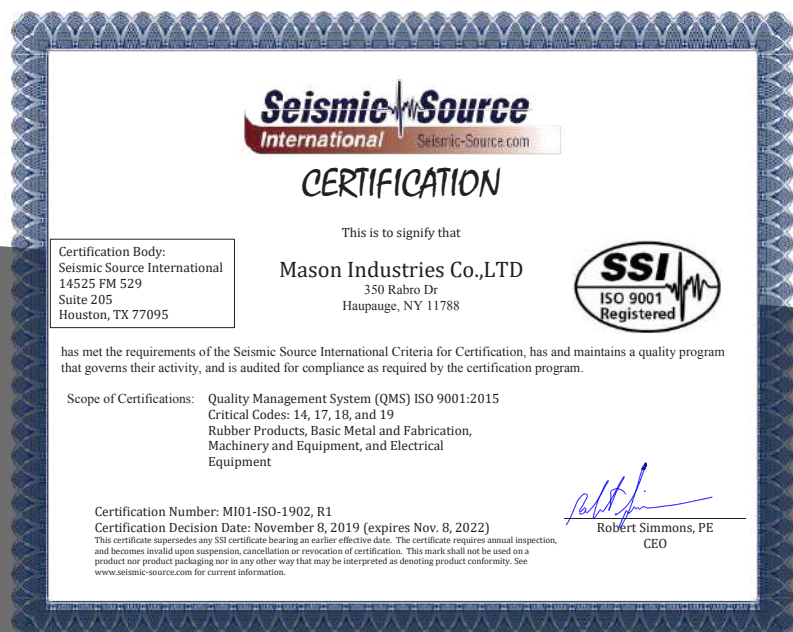 Seismic Source
International Seismic-Source.com
CERTIFICATION
This is to signify that
Certification Body:
Seismic Source International
14525 FM 529
Suite 205
Houston, TX 77095
Mason Industries Co.,LTD
350 Rabro Dr
Haupauge, NY 11788
SSI
ISO 9001
Registered
has met the requirements of the Seismic Source International Criteria for Certification, has and maintains a quality program
that governs their activity, and is audited for compliance as required by the certification program.
Scope of Certifications: Quality Management System (QMS) ISO 9001:2015
Critical Codes: 14, 17, 18, and 19
Rubber Products, Basic Metal and Fabrication,
Machinery and Equipment, and Electrical
Equipment
Certification Number: MI01-ISO-1902, R1
Certification Decision Date: November 8, 2019 (expires Nov. 8, 2022)
This certificate supersedes any SSI certificate bearing an earlier effective date. The certificate requires annual inspection,
and becomes invalid upon suspension, cancellation or revocation of certification. This mark shall not be used on a
product nor product packaging nor in any other way that may be interpreted as denoting product conformity. See
www.seismic-source.com for current information.
Robert Simmons, PE
CEO